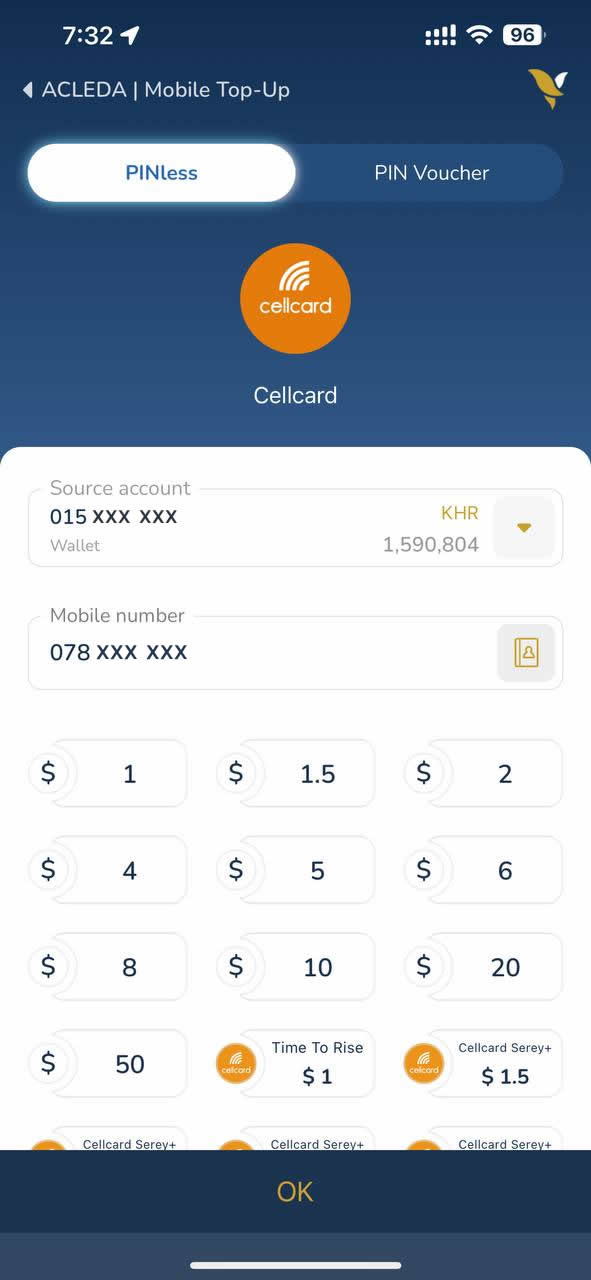 7:32
96
ACLEDA | Mobile Top-Up
PINless
PIN Voucher
cellcard
Cellcard
Source account
015 XXX XXX
KHR
Wallet
1,590,804
Mobile number
078 XXX XXX
$ 1
$ 1.5
$ 2
$ 4
$ 5
$ 6
$ 8
$ 10
$ 20
$ 50
cellcard
Time To Rise
$ 1
cellcard
Cellcard Serey+
$ 1.5
Cellcard Serey+
Cellcard Serey+
Cellcard Serey+
OK